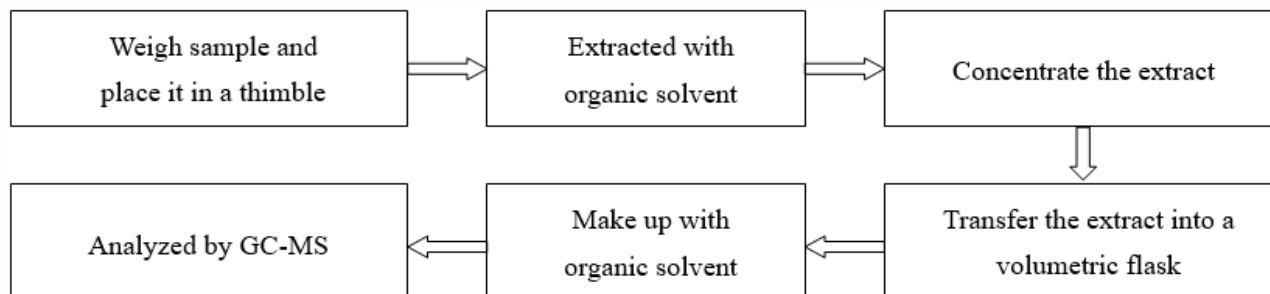 Weigh sample and
place it in a thimble
Extracted with
organic solvent
Concentrate the extract
Transfer the extract into a
volumetric flask
Make up with
organic solvent
Analyzed by GC-MS